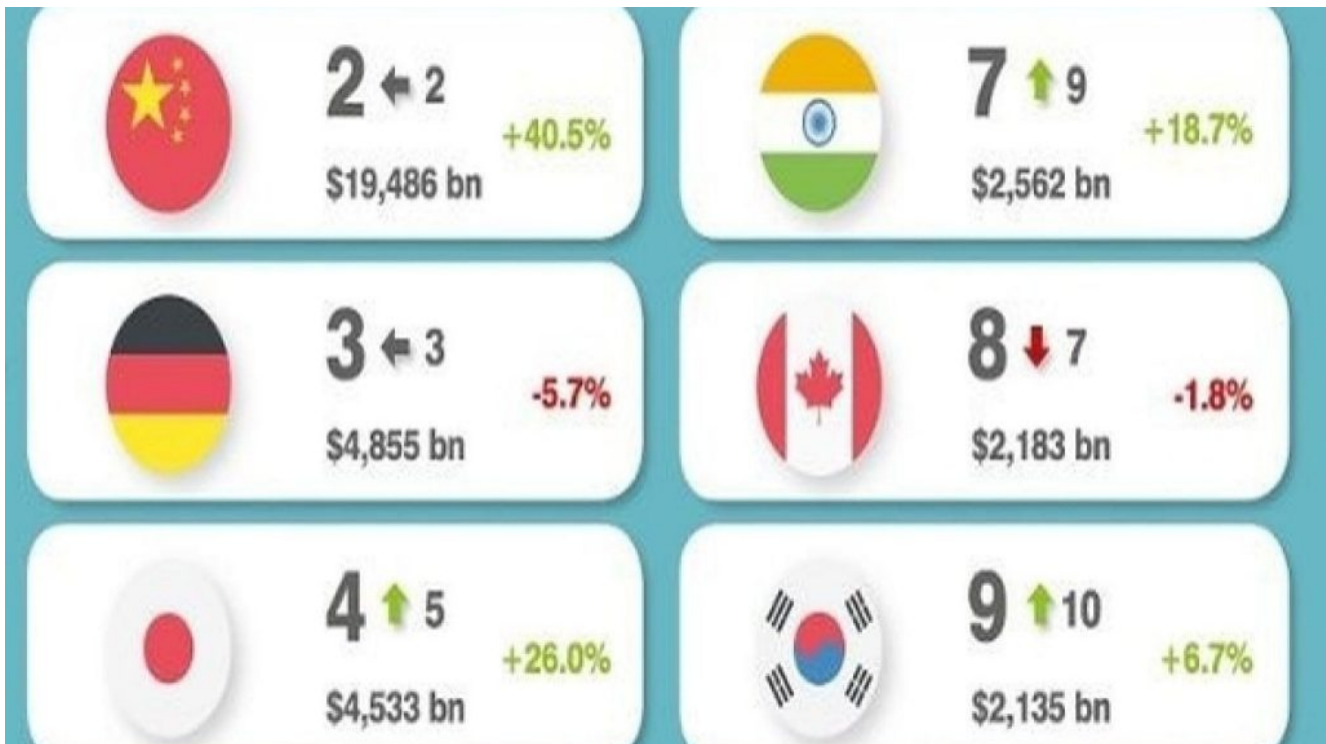 2 2
+40.5%
$19,486 bn
3 3
-5.7%
$4,855 bn
4 5
+26.0%
$4,533 bn
7 9
+18.7%
$2,562 bn
8 7
-1.8%
$2,183 bn
9 10
+6.7%
$2,135 bn